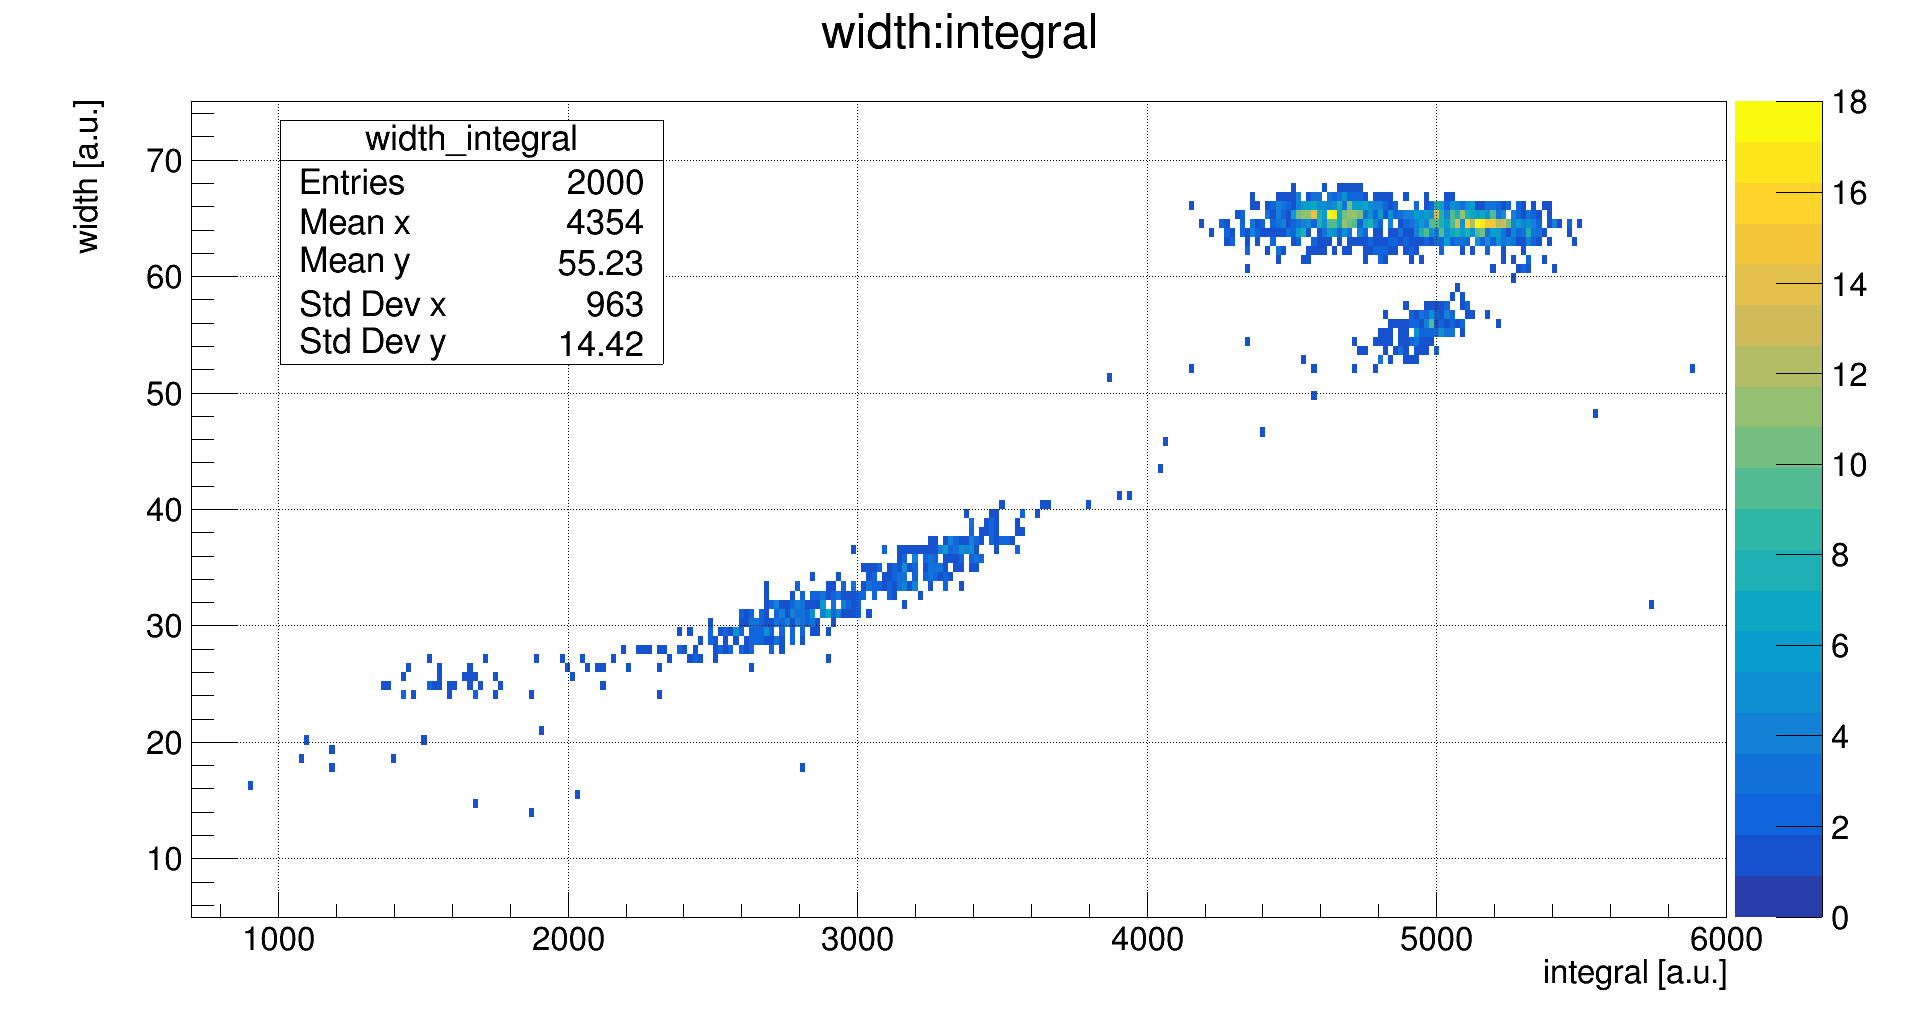 width:integral
width [a.u.]
width_integral
Entries 2000
Mean x 4354
Mean y 55.23
Std Dev x 963
Std Dev y 14.42
70
60
50
40
30
20
10
1000 2000 3000 4000 5000 6000
integral [a.u.]
18
16
14
12
10
8
6
4
2
0